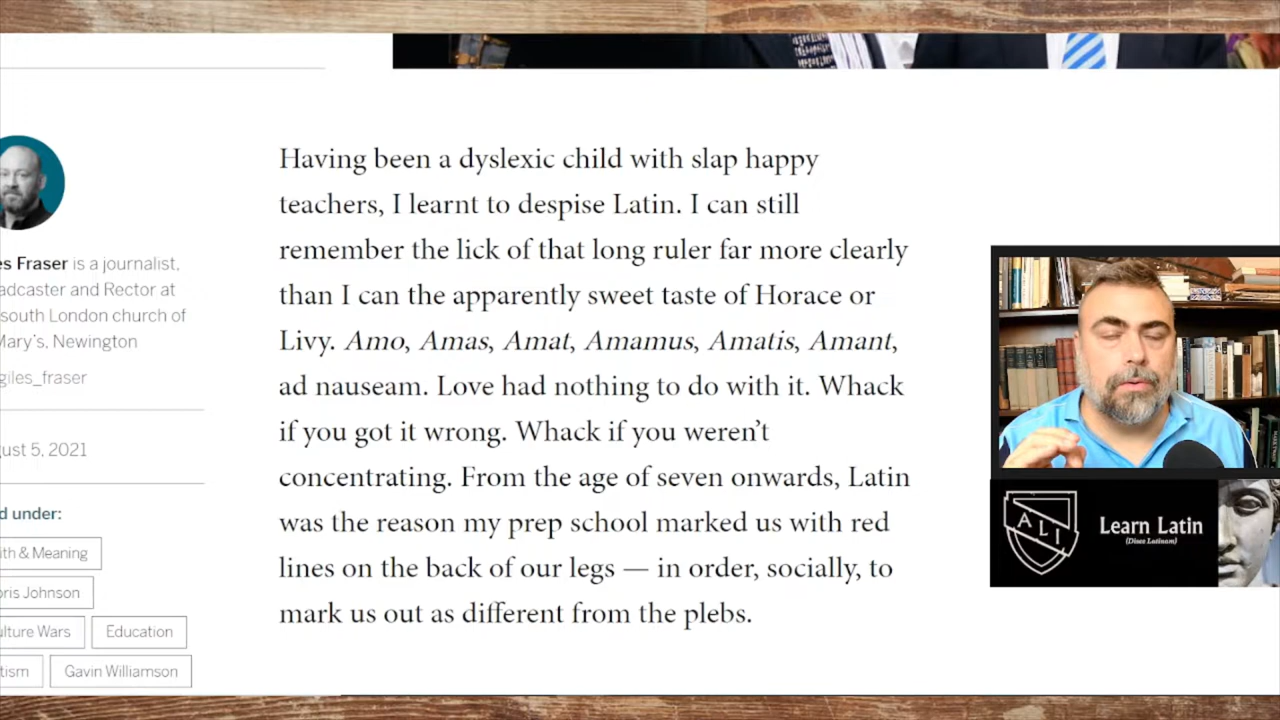 es Fraser is a journalist,
adcaster and Rector at
south London church of
Mary's, Newington
giles_fraser
gust 5, 2021
d under:
ith & Meaning
oris Johnson
ulture Wars
Education
tism
Gavin Williamson
Having been a dyslexic child with slap happy
teachers, I learnt to despise Latin. I can still
remember the lick of that long ruler far more clearly
than I can the apparently sweet taste of Horace or
Livy. Amo, Amas, Amat, Amamus, Amatis, Amant,
ad nauseam. Love had nothing to do with it. Whack
if you got it wrong. Whack if you weren't
concentrating. From the age of seven onwards, Latin
was the reason my prep school marked us with red
lines on the back of our legs — in order, socially, to
mark us out as different from the plebs.
ALI
Learn Latin
(Disce Latinam)